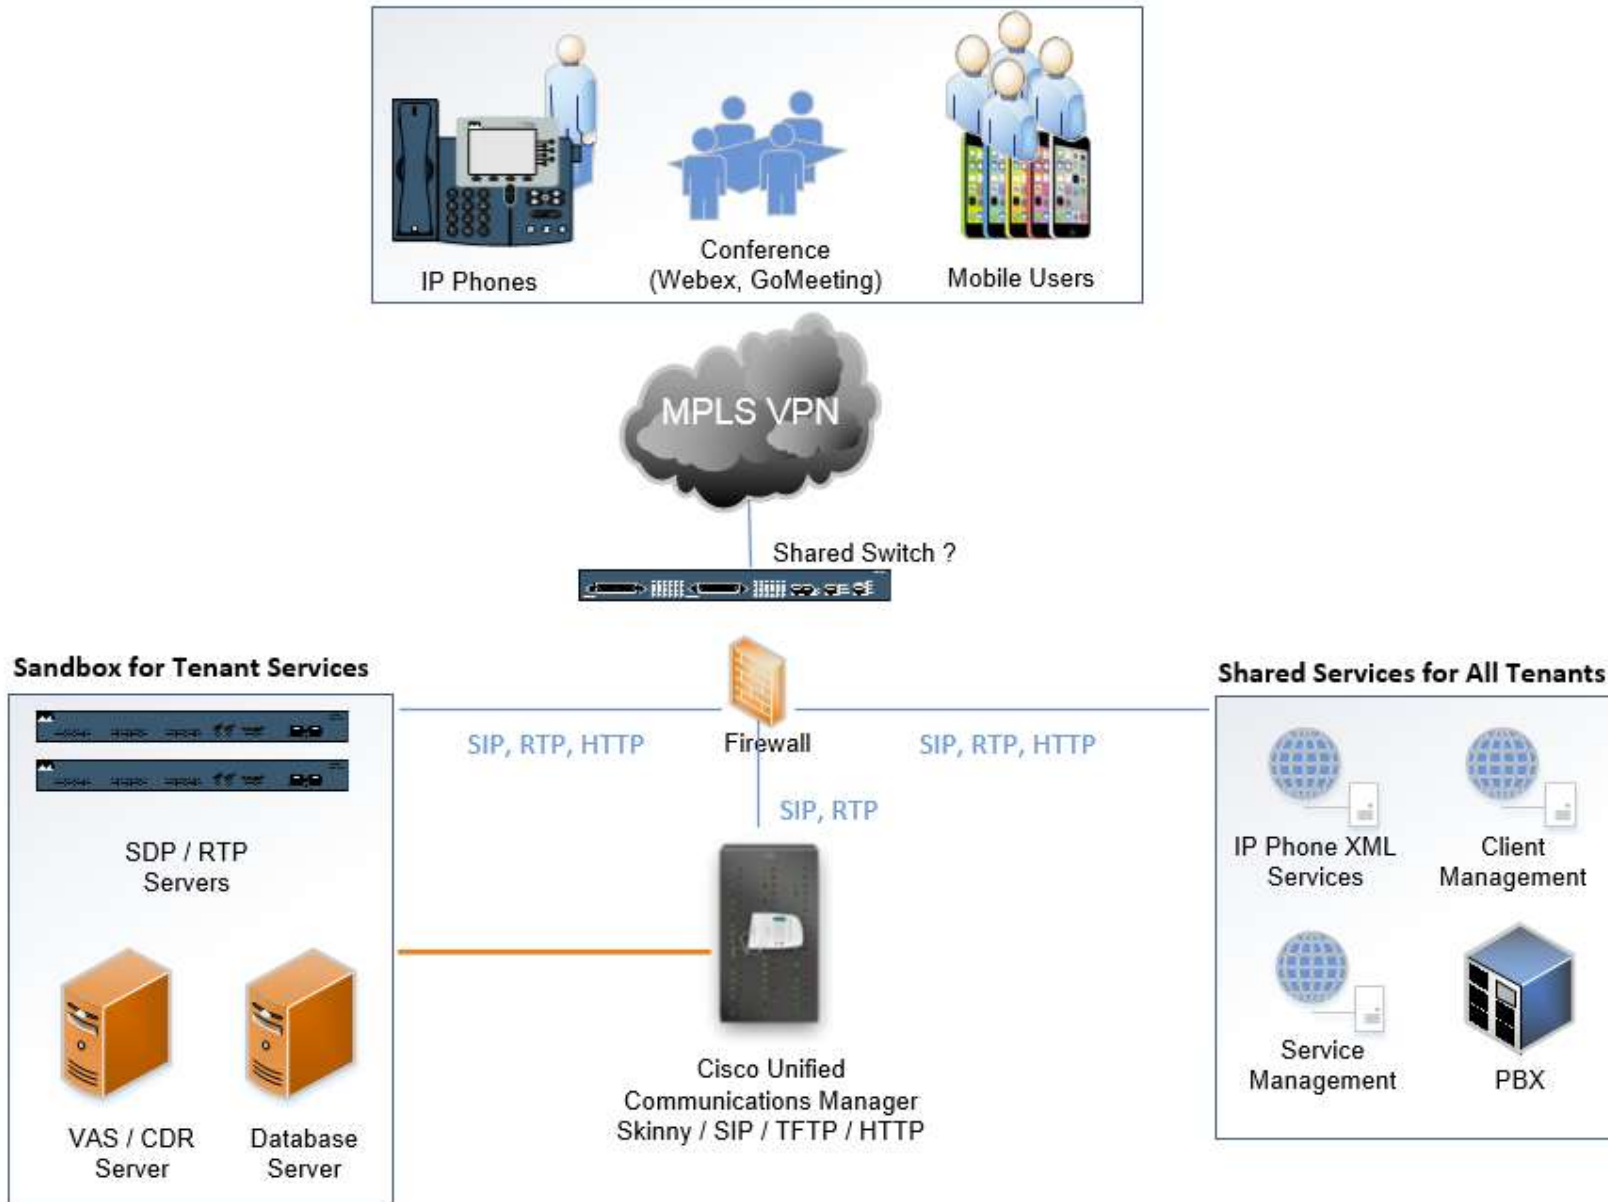 IP Phones
Conference
(Webex, GoMeeting)
Mobile Users
MPLS VPN
Shared Switch ?
Sandbox for Tenant Services
Shared Services for All Tenants
SIP, RTP, HTTP
Firewall
SIP, RTP, HTTP
SIP, RTP
SDP / RTP
Servers
VAS / CDR
Server
Database
Server
Cisco Unified
Communications Manager
Skinny / SIP / TFTP / HTTP
IP Phone XML
Services
Client
Management
Service
Management
PBX